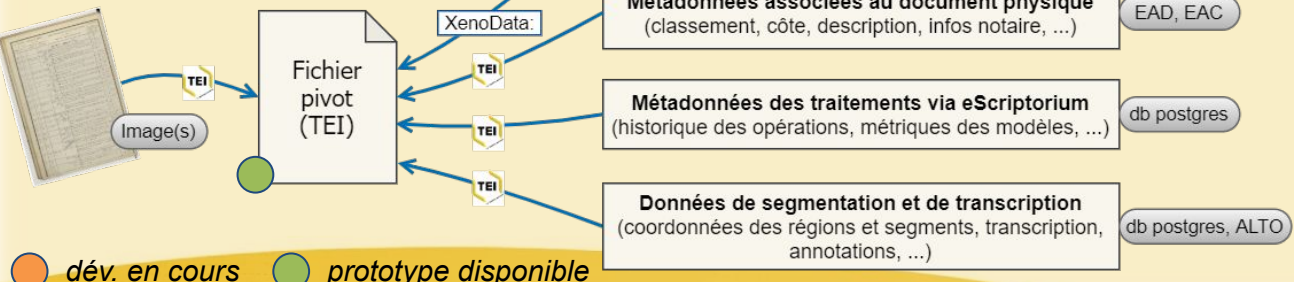 Métadonnées associées au document physique
(classement, côte, description, infos notaire, ...)
EAD, EAC
XenoData:
TEI
TEI
Fichier
pivot
(TEI)
Image(s)
Métadonnées des traitements via eScriptorium
(historique des opérations, métriques des modèles, ...)
db postgres
TEI
TEI
Données de segmentation et de transcription
(coordonnées des régions et segments, transcription,
annotations, ...)
db postgres, ALTO
dév. en cours
prototype disponible